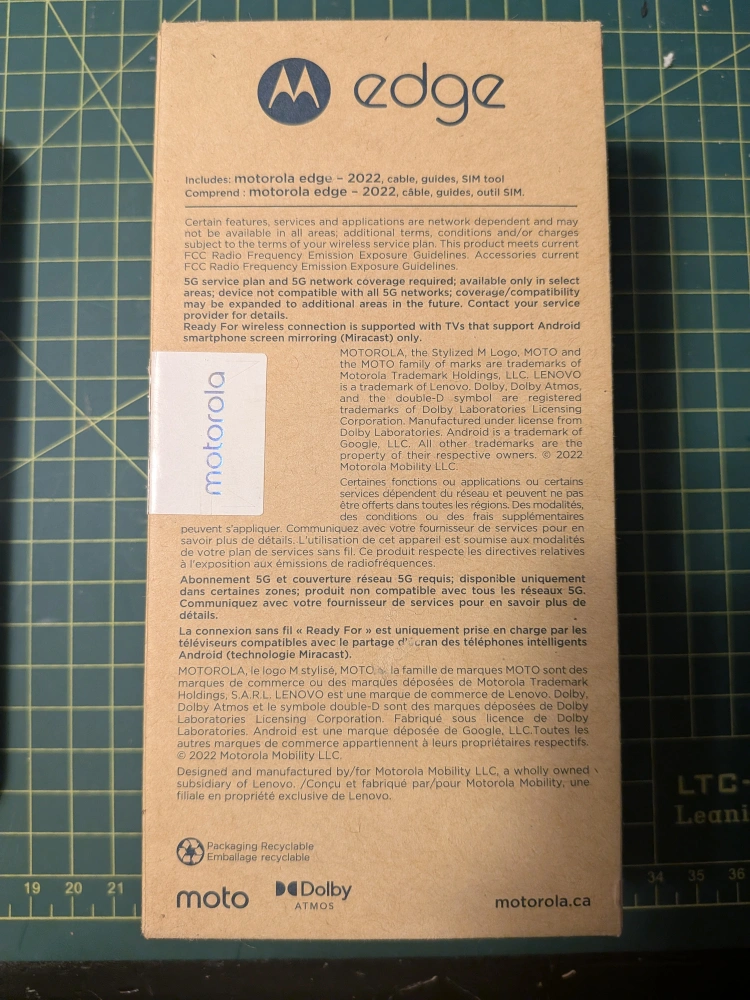 edge
Includes: motorola edge – 2022, cable, guides, SIM tool
Comprend : motorola edge – 2022, câble, guides, outil SIM.
Certain features, services and applications are network dependent and may
not be available in all areas; additional terms, conditions and/or charges
subject to the terms of your wireless service plan. This product meets current
FCC Radio Frequency Emission Exposure Guidelines. Accessories current
FCC Radio Frequency Emission Exposure Guidelines.
5G service plan and 5G network coverage required; available only in select
areas; device not compatible with all 5G networks; coverage/compatibility
may be expanded to additional areas in the future. Contact your service
provider for details.
Ready For wireless connection is supported with TVs that support Android
smartphone screen mirroring (Miracast) only.
motorola
MOTOROLA, the Stylized M Logo, MOTO and
the MOTO family of marks are trademarks of
Motorola Trademark Holdings, LLC. LENOVO
is a trademark of Lenovo. Dolby, Dolby Atmos,
and the double-D symbol are registered
trademarks of Dolby Laboratories Licensing
Corporation. Manufactured under license from
Dolby Laboratories. Android is a trademark of
Google, LLC. All other trademarks are the
property of their respective owners. © 2022
Motorola Mobility LLC.
Certaines fonctions ou applications ou certains
services dépendent du réseau et peuvent ne pas
être offerts dans toutes les régions. Des modalités,
des conditions ou des frais supplémentaires
peuvent s'appliquer. Communiquez avec votre fournisseur de services pour en
savoir plus de détails. L'utilisation de cet appareil est soumise aux modalités
de votre plan de services sans fil. Ce produit respecte les directives relatives
à l'exposition aux émissions de radiofréquences.
Abonnement 5G et couverture réseau 5G requis; disponible uniquement
dans certaines zones; produit non compatible avec tous les réseaux 5G.
Communiquez avec votre fournisseur de services pour en savoir plus de
détails.
La connexion sans fil « Ready For » est uniquement prise en charge par les
téléviseurs compatibles avec le partage d'écran des téléphones intelligents
Android (technologie Miracast).
MOTOROLA, le logo M stylisé, MOTO la famille de marques MOTO sont des
marques de commerce ou des marques déposées de Motorola Trademark
Holdings, S.A.R.L. LENOVO est une marque de commerce de Lenovo. Dolby,
Dolby Atmos et le symbole double-D sont des marques déposées de Dolby
Laboratories Licensing Corporation. Fabriqué sous licence de Dolby
Laboratories. Android est une marque déposée de Google, LLC.Toutes les
autres marques de commerce appartiennent à leurs propriétaires respectifs.
© 2022 Motorola Mobility LLC.
Designed and manufactured by/for Motorola Mobility LLC, a wholly owned
subsidiary of Lenovo. /Conçu et fabriqué par/pour Motorola Mobility, une
filiale en propriété exclusive de Lenovo.
Packaging Recyclable
Emballage recyclable
moto
Dolby
ATMOS
motorola.ca
LTC-
Leani
19 20 21
34 35 36